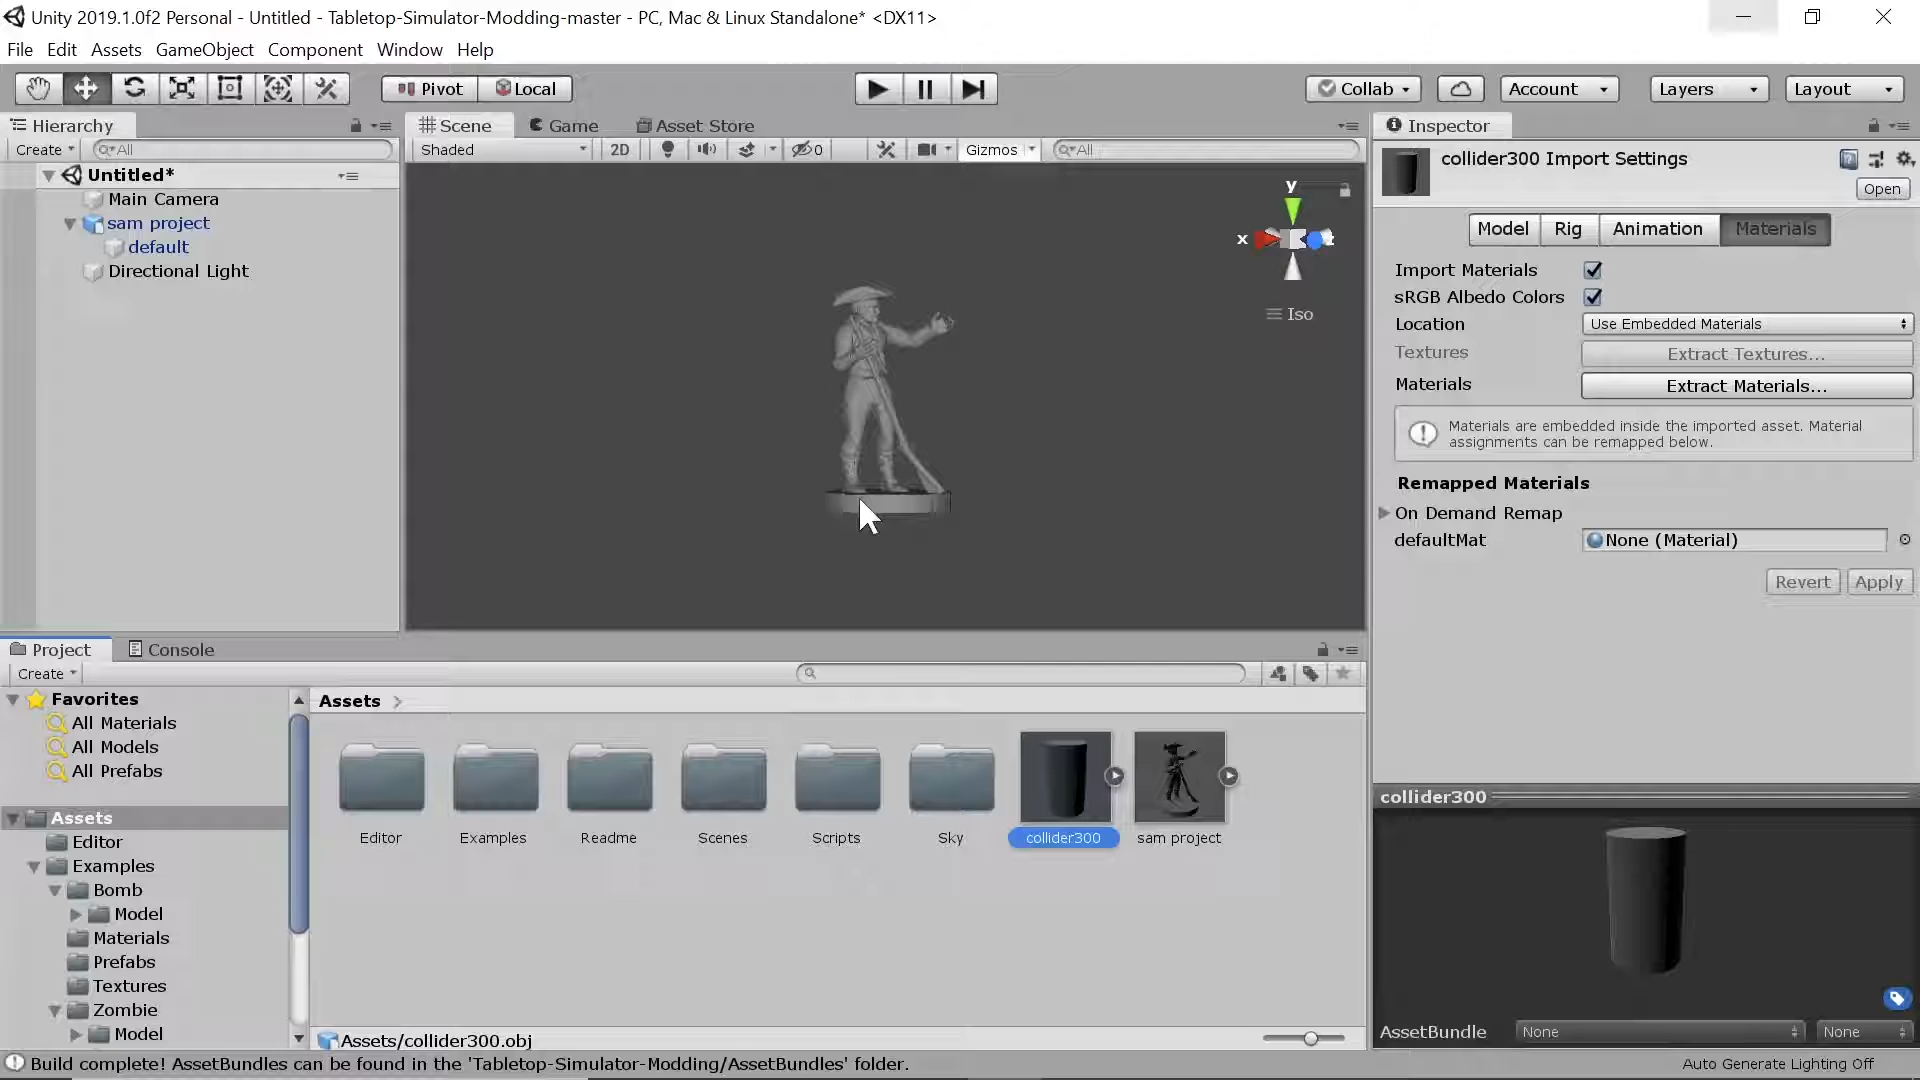 Unity 2019.1.0f2 Personal - Untitled - Tabletop-Simulator-Modding-master - PC, Mac & Linux Standalone* <DX11>
File Edit Assets GameObject Component Window Help
Pivot Local Collab Account Layers Layout
Hierarchy
Create All
Untitled*
Main Camera
sam project
default
Directional Light
Scene Game Asset Store
Shaded 2D 0 Gizmos All
y
x
z
Iso
Inspector
collider300 Import Settings
Open
Model Rig Animation Materials
Import Materials
sRGB Albedo Colors
Location Use Embedded Materials
Textures Extract Textures...
Materials Extract Materials...
Materials are embedded inside the imported asset. Material
assignments can be remapped below.
Remapped Materials
On Demand Remap
defaultMat None (Material)
Revert Apply
Project Console
Create
Favorites
All Materials
All Models
All Prefabs
Assets
Editor
Examples
Bomb
Model
Materials
Prefabs
Textures
Zombie
Model
Assets
Editor Examples Readme Scenes Scripts Sky collider300 sam project
Assets/collider300.obj
collider300
AssetBundle None None
Build complete! AssetBundles can be found in the 'Tabletop-Simulator-Modding/AssetBundles' folder.
Auto Generate Lighting Off